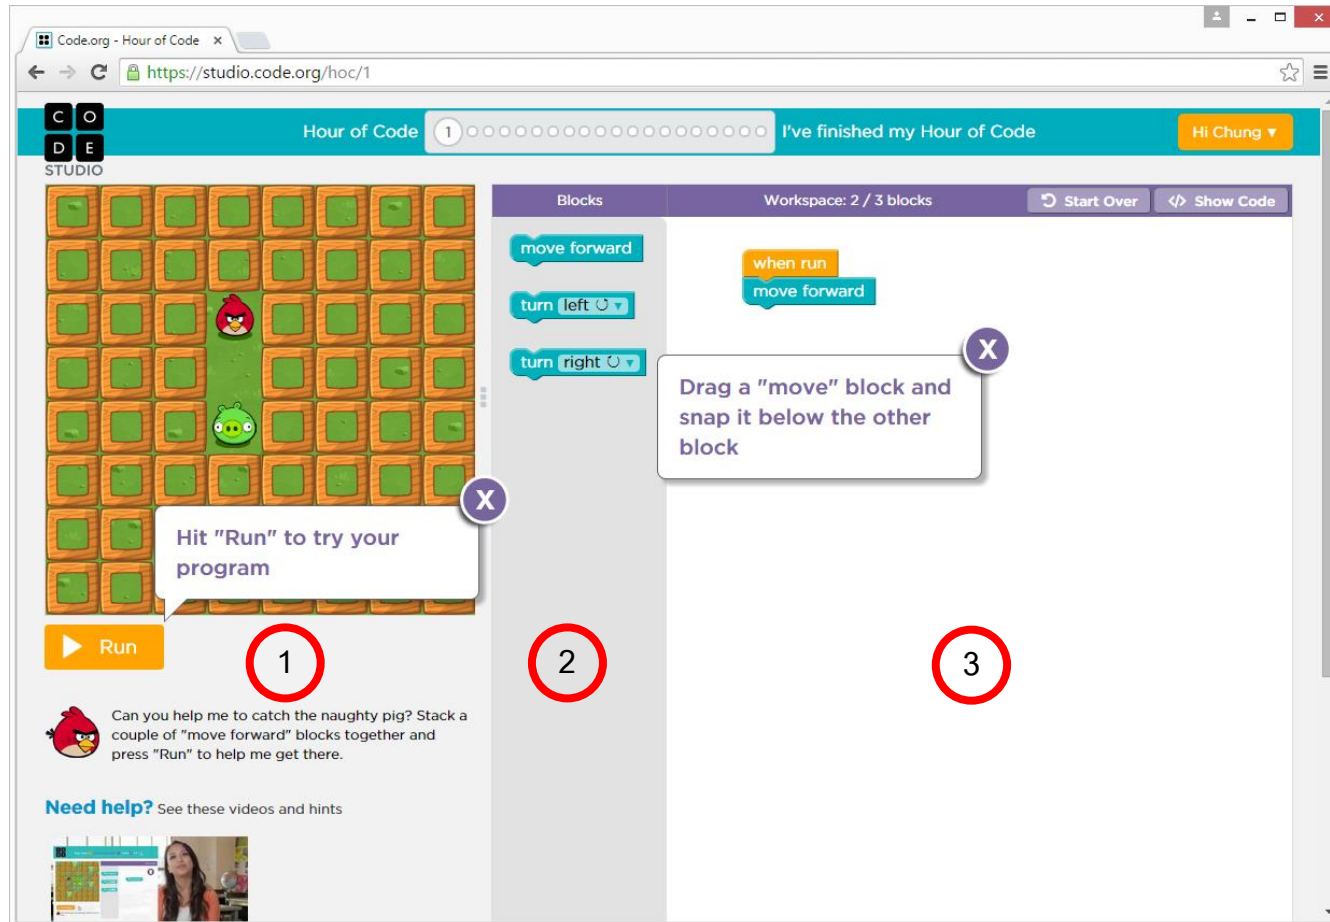 Code.org - Hour of Code
https://studio.code.org/hoc/1
C O
D E
STUDIO
Hour of Code 1 I've finished my Hour of Code Hi Chung
Blocks
Workspace: 2 / 3 blocks
Start Over
Show Code
move forward
turn left
turn right
when run
move forward
X
Drag a "move" block and
snap it below the other
block
X
Hit "Run" to try your
program
Run
1
2
3
Can you help me to catch the naughty pig? Stack a
couple of "move forward" blocks together and
press "Run" to help me get there.
Need help? See these videos and hints